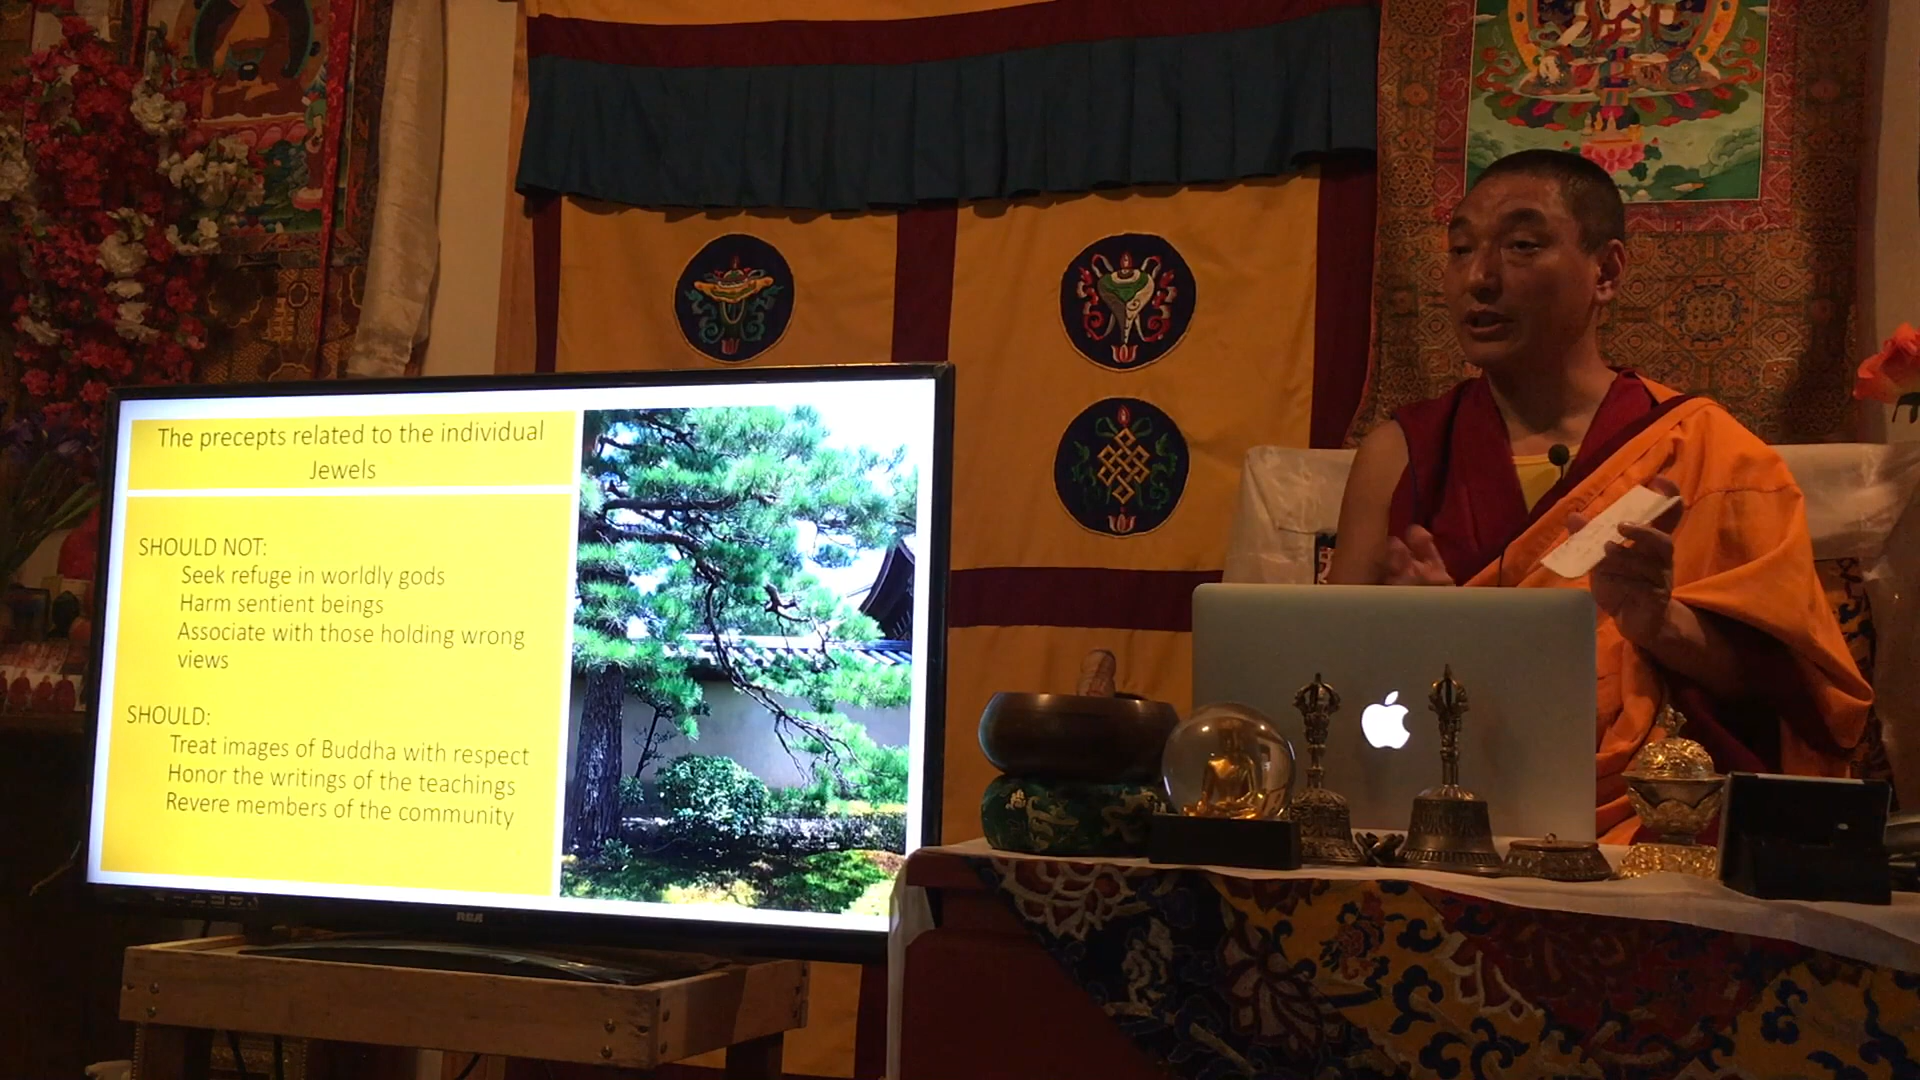 The precepts related to the individual
Jewels
SHOULD NOT:
Seek refuge in worldly gods
Harm sentient beings
Associate with those holding wrong
views
SHOULD:
Treat images of Buddha with respect
Honor the writings of the teachings
Revere members of the community
RCA